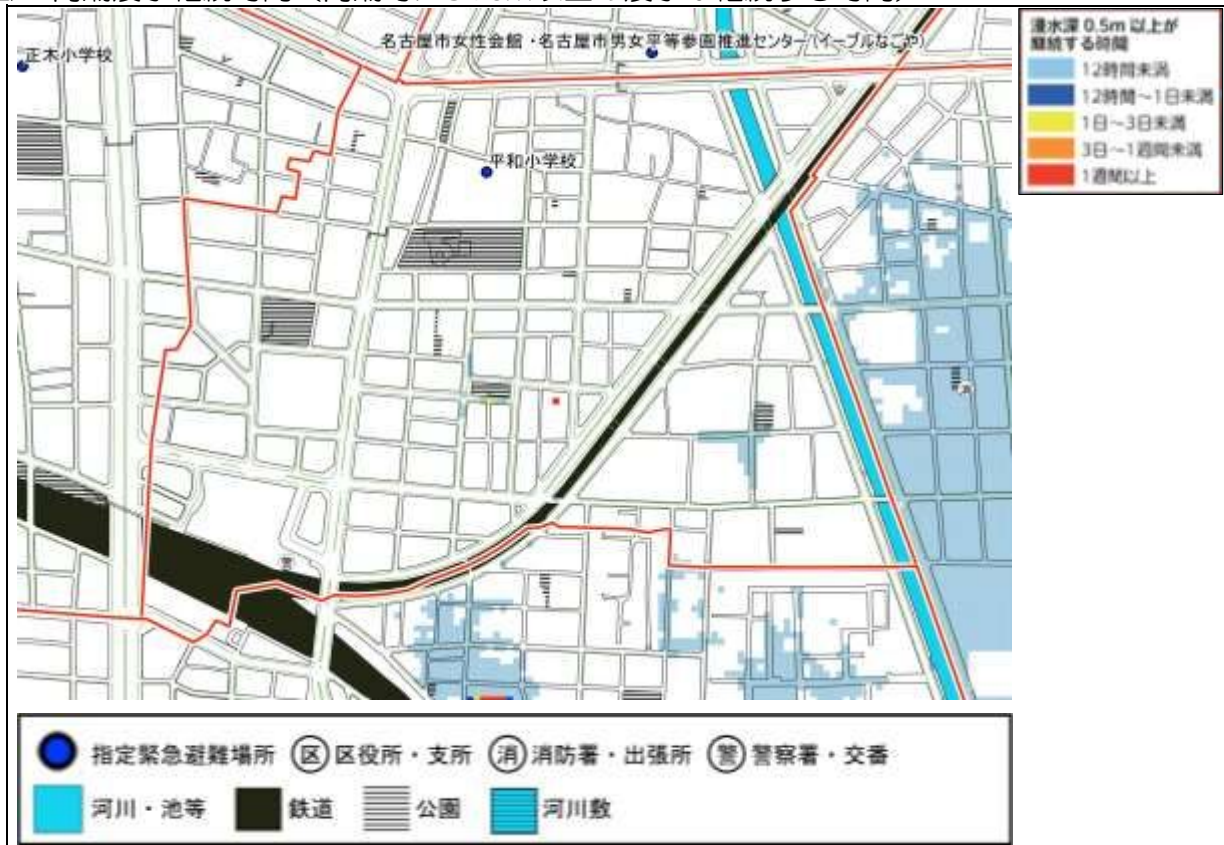 名古屋市女性会館・名古屋市男女平等参画推進センター(イーブルなごや)
正木小学校
平和小学校
消
警
浸水深 0.5m 以上が
継続する時間
12時間未満
12時間～1日未満
1日～3日未満
3日～1週間未満
1週間以上
指定緊急避難場所 区 区役所・支所 消 消防署・出張所 警 警察署・交番
河川・池等 鉄道 公園 河川敷